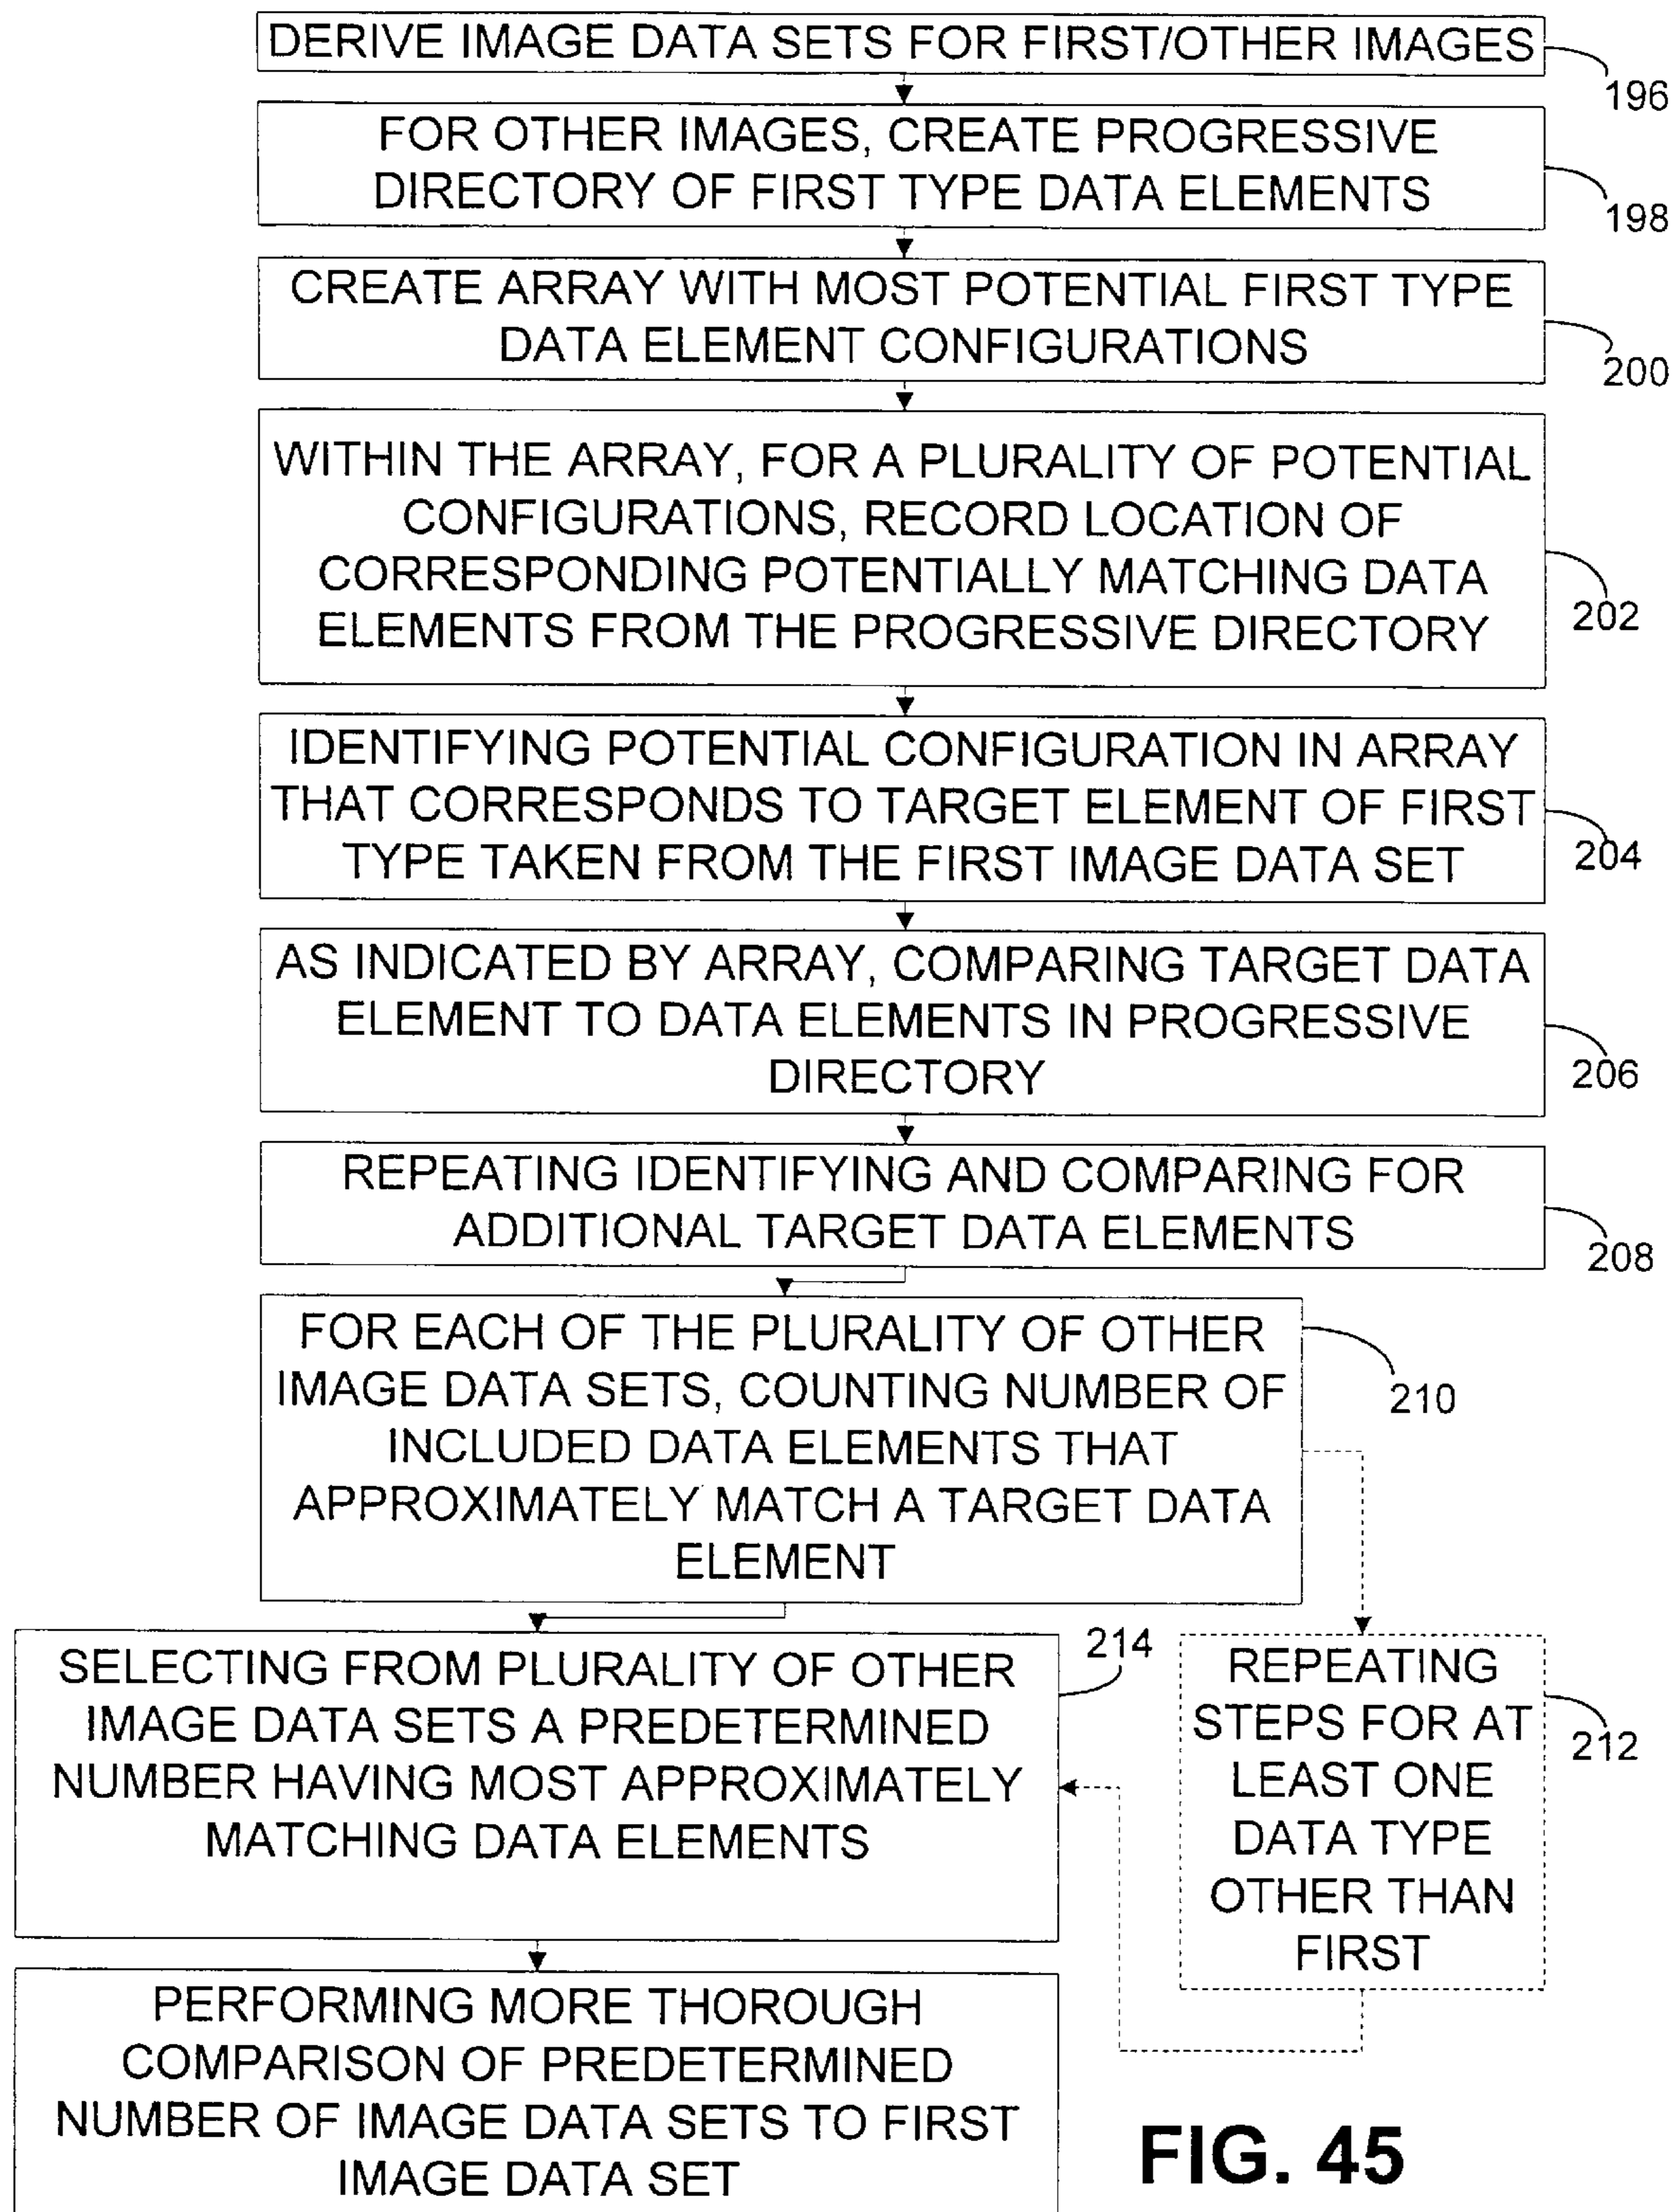 DERIVE IMAGE DATA SETS FOR FIRST/OTHER IMAGES
196
FOR OTHER IMAGES, CREATE PROGRESSIVE
DIRECTORY OF FIRST TYPE DATA ELEMENTS
198
CREATE ARRAY WITH MOST POTENTIAL FIRST TYPE
DATA ELEMENT CONFIGURATIONS
200
WITHIN THE ARRAY, FOR A PLURALITY OF POTENTIAL
CONFIGURATIONS, RECORD LOCATION OF
CORRESPONDING POTENTIALLY MATCHING DATA
ELEMENTS FROM THE PROGRESSIVE DIRECTORY
202
IDENTIFYING POTENTIAL CONFIGURATION IN ARRAY
THAT CORRESPONDS TO TARGET ELEMENT OF FIRST
TYPE TAKEN FROM THE FIRST IMAGE DATA SET
204
AS INDICATED BY ARRAY, COMPARING TARGET DATA
ELEMENT TO DATA ELEMENTS IN PROGRESSIVE
DIRECTORY
206
REPEATING IDENTIFYING AND COMPARING FOR
ADDITIONAL TARGET DATA ELEMENTS
208
FOR EACH OF THE PLURALITY OF OTHER
IMAGE DATA SETS, COUNTING NUMBER OF
INCLUDED DATA ELEMENTS THAT
APPROXIMATELY MATCH A TARGET DATA
ELEMENT
210
SELECTING FROM PLURALITY OF OTHER
IMAGE DATA SETS A PREDETERMINED
NUMBER HAVING MOST APPROXIMATELY
MATCHING DATA ELEMENTS
214
REPEATING
STEPS FOR AT
LEAST ONE
DATA TYPE
OTHER THAN
FIRST
212
PERFORMING MORE THOROUGH
COMPARISON OF PREDETERMINED
NUMBER OF IMAGE DATA SETS TO FIRST
IMAGE DATA SET
FIG. 45